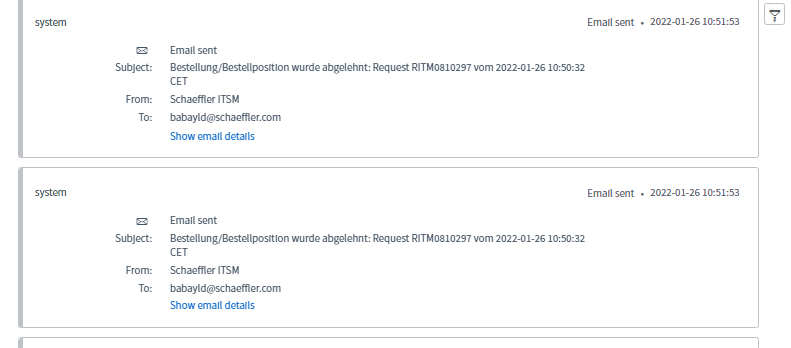 system
Email sent • 2022-01-26 10:51:53
Email sent
Subject: Bestellung/Bestellposition wurde abgelehnt: Request RITM0810297 vom 2022-01-26 10:50:32
CET
From: Schaeffler ITSM
To: babayld@schaeffler.com
Show email details
system
Email sent • 2022-01-26 10:51:53
Email sent
Subject: Bestellung/Bestellposition wurde abgelehnt: Request RITM0810297 vom 2022-01-26 10:50:32
CET
From: Schaeffler ITSM
To: babayld@schaeffler.com
Show email details